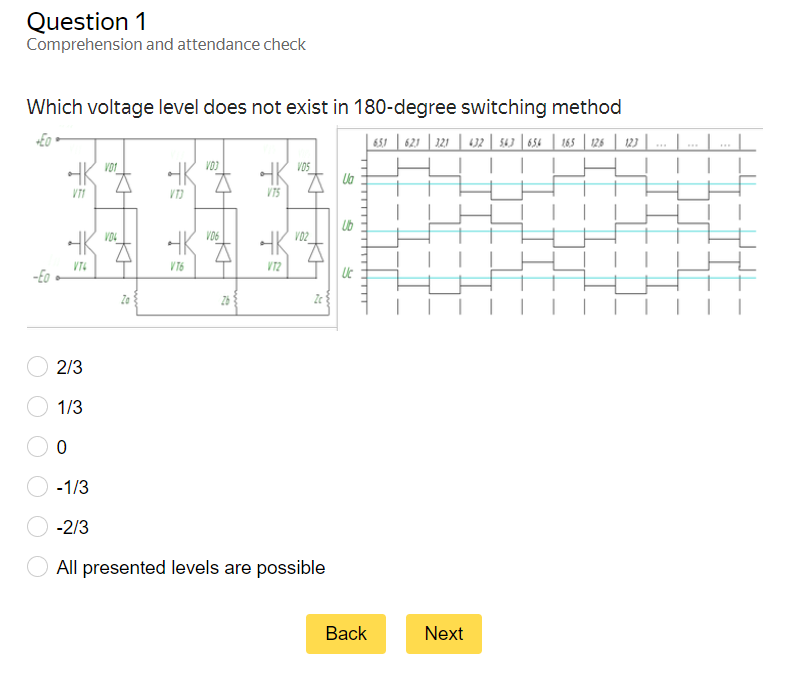 Question 1
Comprehension and attendance check
Which voltage level does not exist in 180-degree switching method
+Eo
651 621 321 432 543 654 165 126 123 ... ... ...
VD1 VD3 VD5
VT1 VT3 VT5
Ua
VD4 VD6 VD2
Ub
VT4 VT6 VT2
-Eo
Uc
Za Zb Zc
2/3
1/3
0
-1/3
-2/3
All presented levels are possible
Back Next